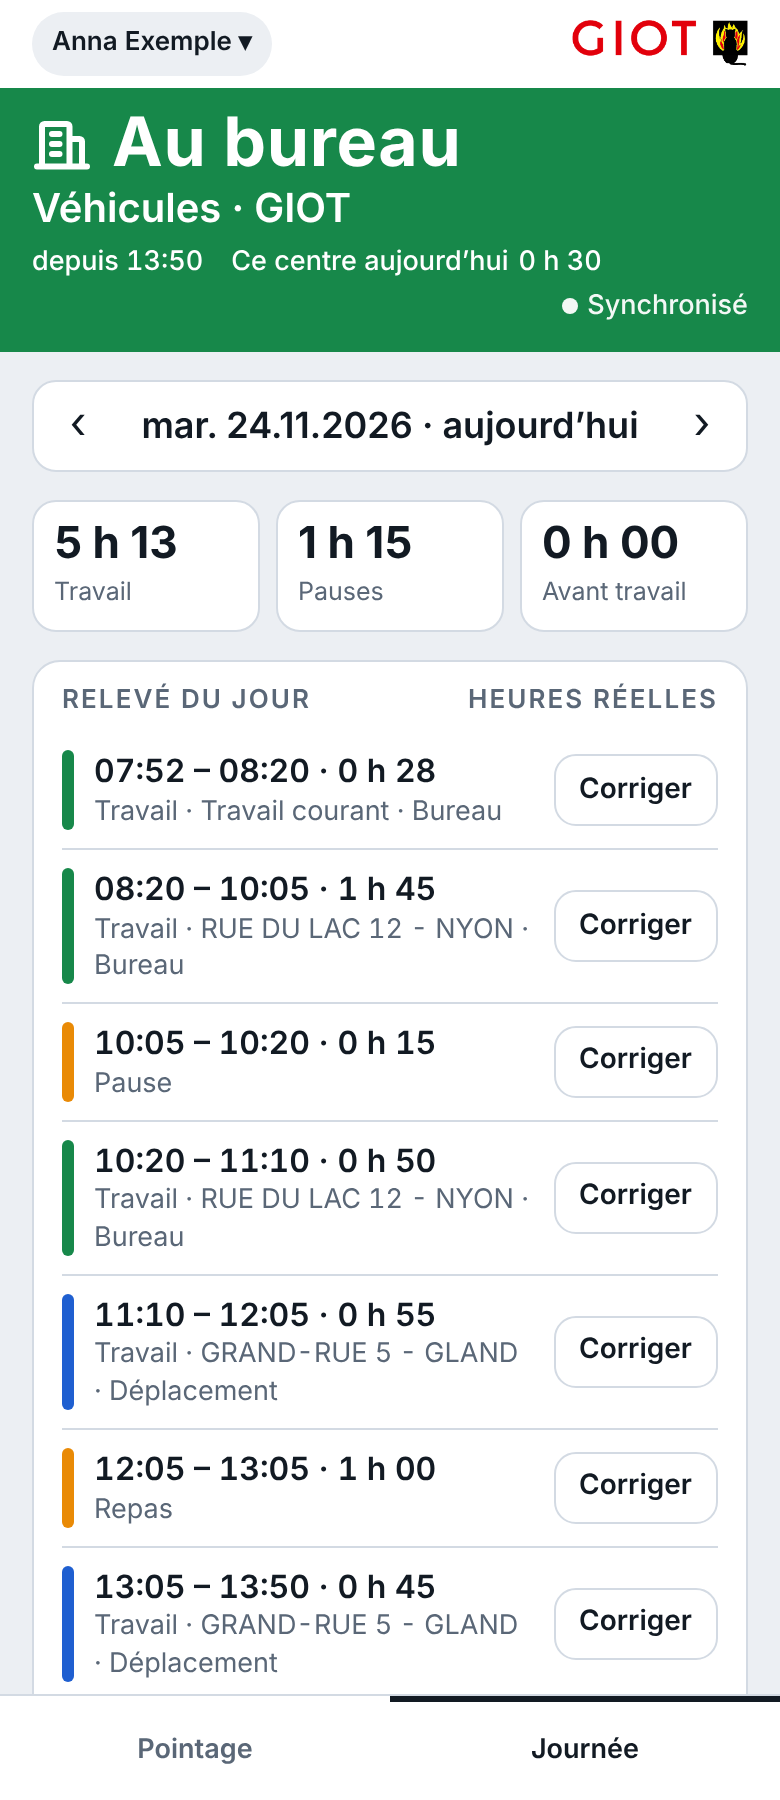 Anna Exemple ▾
GIOT
Au bureau
Véhicules · GIOT
depuis 13:50 Ce centre aujourd’hui 0 h 30
Synchronisé
‹ mar. 24.11.2026 · aujourd’hui ›
5 h 13
Travail
1 h 15
Pauses
0 h 00
Avant travail
RELEVÉ DU JOUR
HEURES RÉELLES
07:52 – 08:20 · 0 h 28
Travail · Travail courant · Bureau
Corriger
08:20 – 10:05 · 1 h 45
Travail · RUE DU LAC 12 - NYON ·
Bureau
Corriger
10:05 – 10:20 · 0 h 15
Pause
Corriger
10:20 – 11:10 · 0 h 50
Travail · RUE DU LAC 12 - NYON ·
Bureau
Corriger
11:10 – 12:05 · 0 h 55
Travail · GRAND-RUE 5 - GLAND
· Déplacement
Corriger
12:05 – 13:05 · 1 h 00
Repas
Corriger
13:05 – 13:50 · 0 h 45
Travail · GRAND-RUE 5 - GLAND
· Déplacement
Corriger
Pointage
Journée